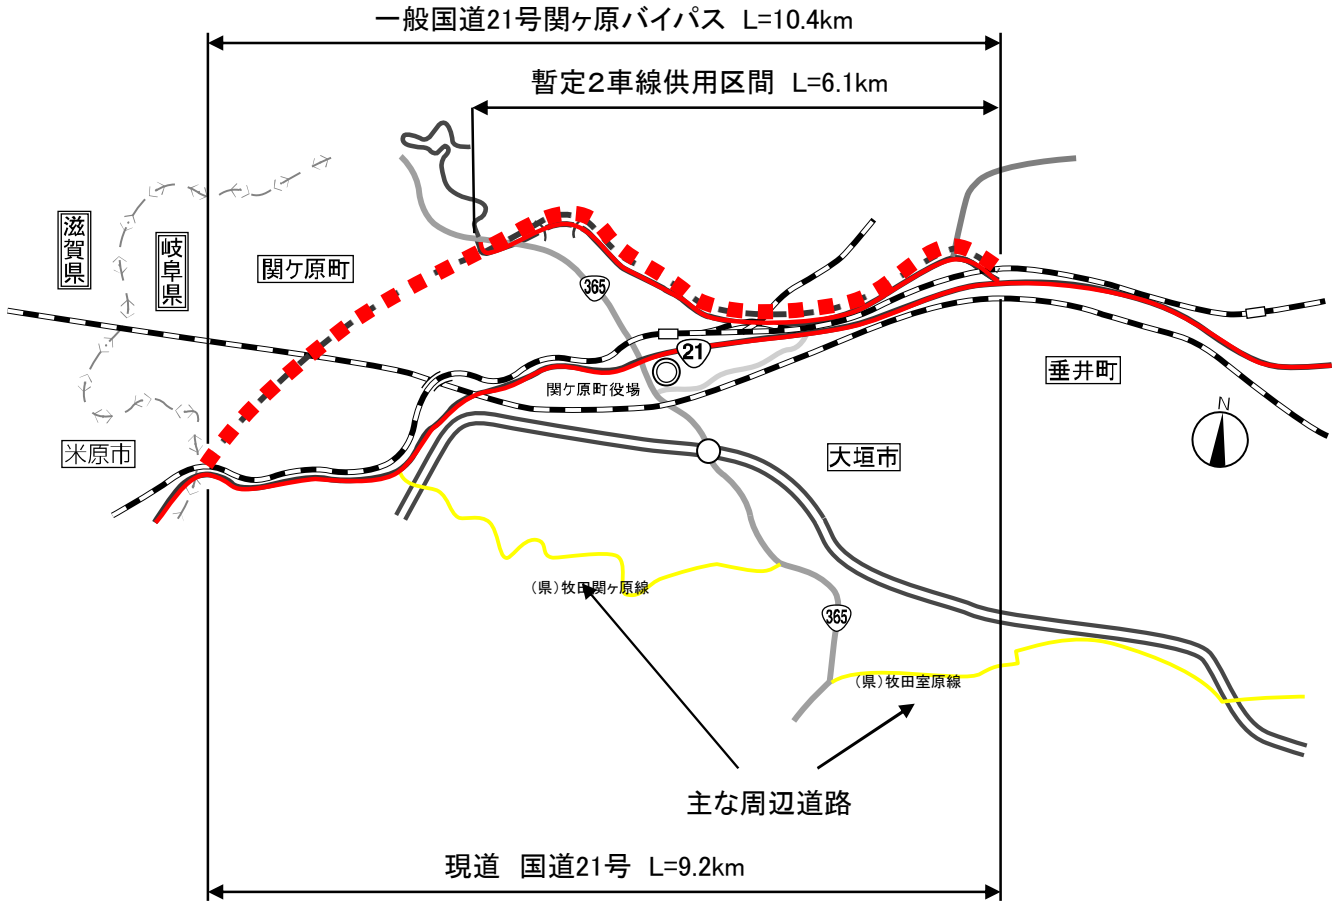 一般国道21号関ヶ原バイパス L=10.4km
暫定2車線供用区間 L=6.1km
滋賀県
岐阜県
関ケ原町
365
21
関ケ原町役場
垂井町
N
米原市
大垣市
(県)牧田関ヶ原線
365
(県)牧田室原線
主な周辺道路
現道 国道21号 L=9.2km